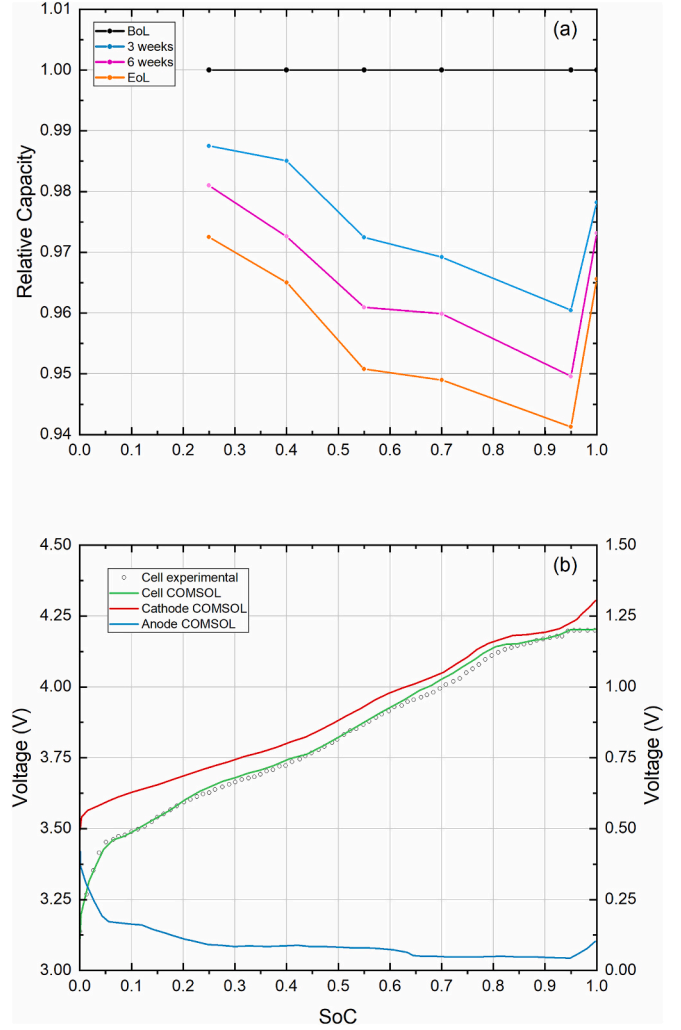 1.01
(a)
BoL
3 weeks
6 weeks
EoL
1.00
0.99
0.98
0.97
0.96
0.95
0.94
Relative Capacity
0.0 0.1 0.2 0.3 0.4 0.5 0.6 0.7 0.8 0.9 1.0
4.50 1.50
(b)
Cell experimental
Cell COMSOL
Cathode COMSOL
Anode COMSOL
4.25 1.25
4.00 1.00
3.75 0.75
3.50 0.50
3.25 0.25
3.00 0.00
Voltage (V)
Voltage (V)
0.0 0.1 0.2 0.3 0.4 0.5 0.6 0.7 0.8 0.9 1.0
SoC